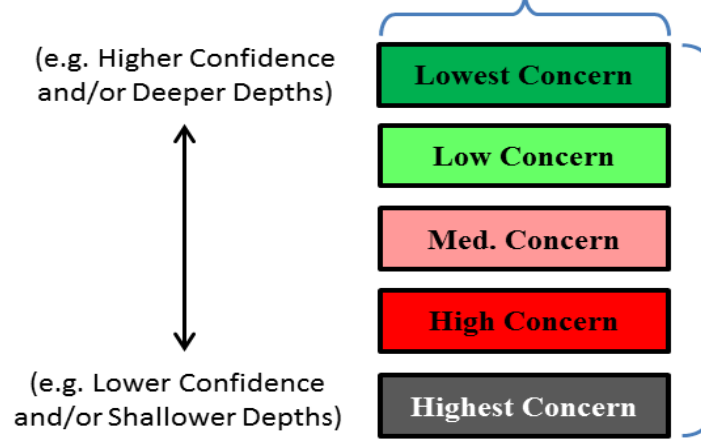 (e.g. Higher Confidence
and/or Deeper Depths)
Lowest Concern
Low Concern
Med. Concern
High Concern
(e.g. Lower Confidence
and/or Shallower Depths)
Highest Concern